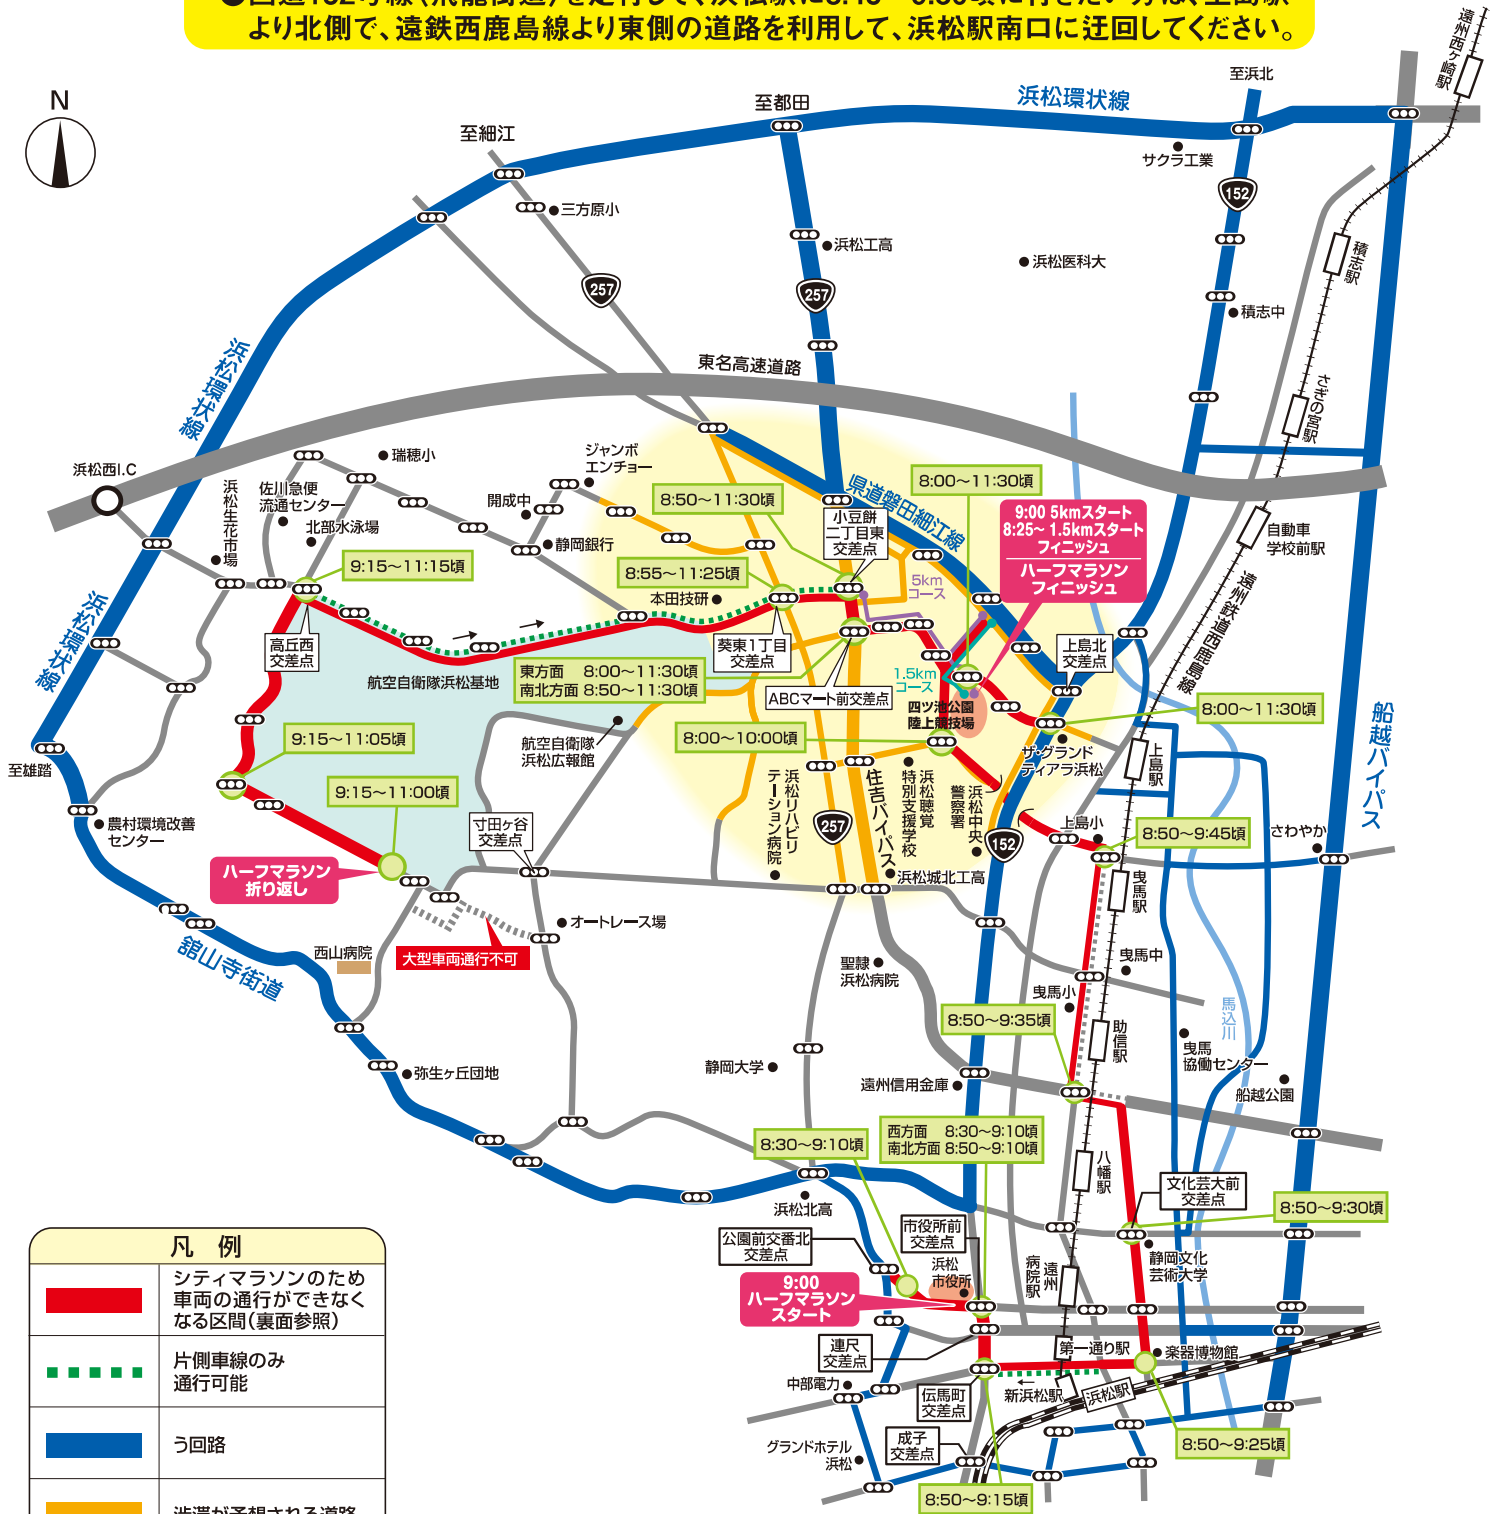 より北側で、遠鉄西鹿島線より東側の道路を利用して、浜松駅南口に迂回してください。
N
至細江
至都田
浜松環状線
至浜北
遠州西ヶ崎駅
サクラ工業
152
三方原小
浜松工高
浜松医科大
積志駅
257
257
積志中
浜松環状線
東名高速道路
さぎの宮駅
浜松西I.C
瑞穂小
ジャンボ
エンチョー
浜松生花市場
佐川急便
流通センター
北部水泳場
開成中
静岡銀行
8:50〜11:30頃
小豆餅
二丁目東
交差点
県道磐田細江線
8:00〜11:30頃
9:00 5kmスタート
8:25〜 1.5kmスタート
フィニッシュ
ハーフマラソン
フィニッシュ
自動車
学校前駅
9:15〜11:15頃
8:55〜11:25頃
本田技研
5km
コース
遠州鉄道西鹿島線
浜松環状線
高丘西
交差点
葵東1丁目
交差点
上島北
交差点
航空自衛隊浜松基地
東方面 8:00〜11:30頃
南北方面 8:50〜11:30頃
ABCマート前交差点
1.5km
コース
四ツ池公園
陸上競技場
8:00〜11:30頃
船越バイパス
9:15〜11:05頃
航空自衛隊
浜松広報館
8:00〜10:00頃
ザ・グランド
ティアラ浜松
上島駅
至雄踏
9:15〜11:00頃
浜松リハビリ
テーション病院
住吉バイパス
浜松聴覚
特別支援学校
浜松中央
警察署
257
152
農村環境改善
センター
寸田ヶ谷
交差点
上島小
8:50〜9:45頃
さわやか
ハーフマラソン
折り返し
浜松城北工高
曳馬駅
オートレース場
舘山寺街道
西山病院
大型車両通行不可
聖隷
浜松病院
曳馬中
曳馬小
馬込川
8:50〜9:35頃
助信駅
曳馬
協働センター
静岡大学
遠州信用金庫
船越公園
弥生ヶ丘団地
8:30〜9:10頃
西方面 8:30〜9:10頃
南北方面 8:50〜9:10頃
八幡駅
文化芸大前
交差点
浜松北高
8:50〜9:30頃
公園前交番北
交差点
市役所前
交差点
浜松
市役所
遠州
病院駅
静岡文化
芸術大学
9:00
ハーフマラソン
スタート
連尺
交差点
第一通り駅
楽器博物館
中部電力
伝馬町
交差点
新浜松駅
浜松駅
グランドホテル
浜松
成子
交差点
8:50〜9:25頃
8:50〜9:15頃
凡 例
シティマラソンのため
車両の通行ができなく
なる区間(裏面参照)
片側車線のみ
通行可能
う回路